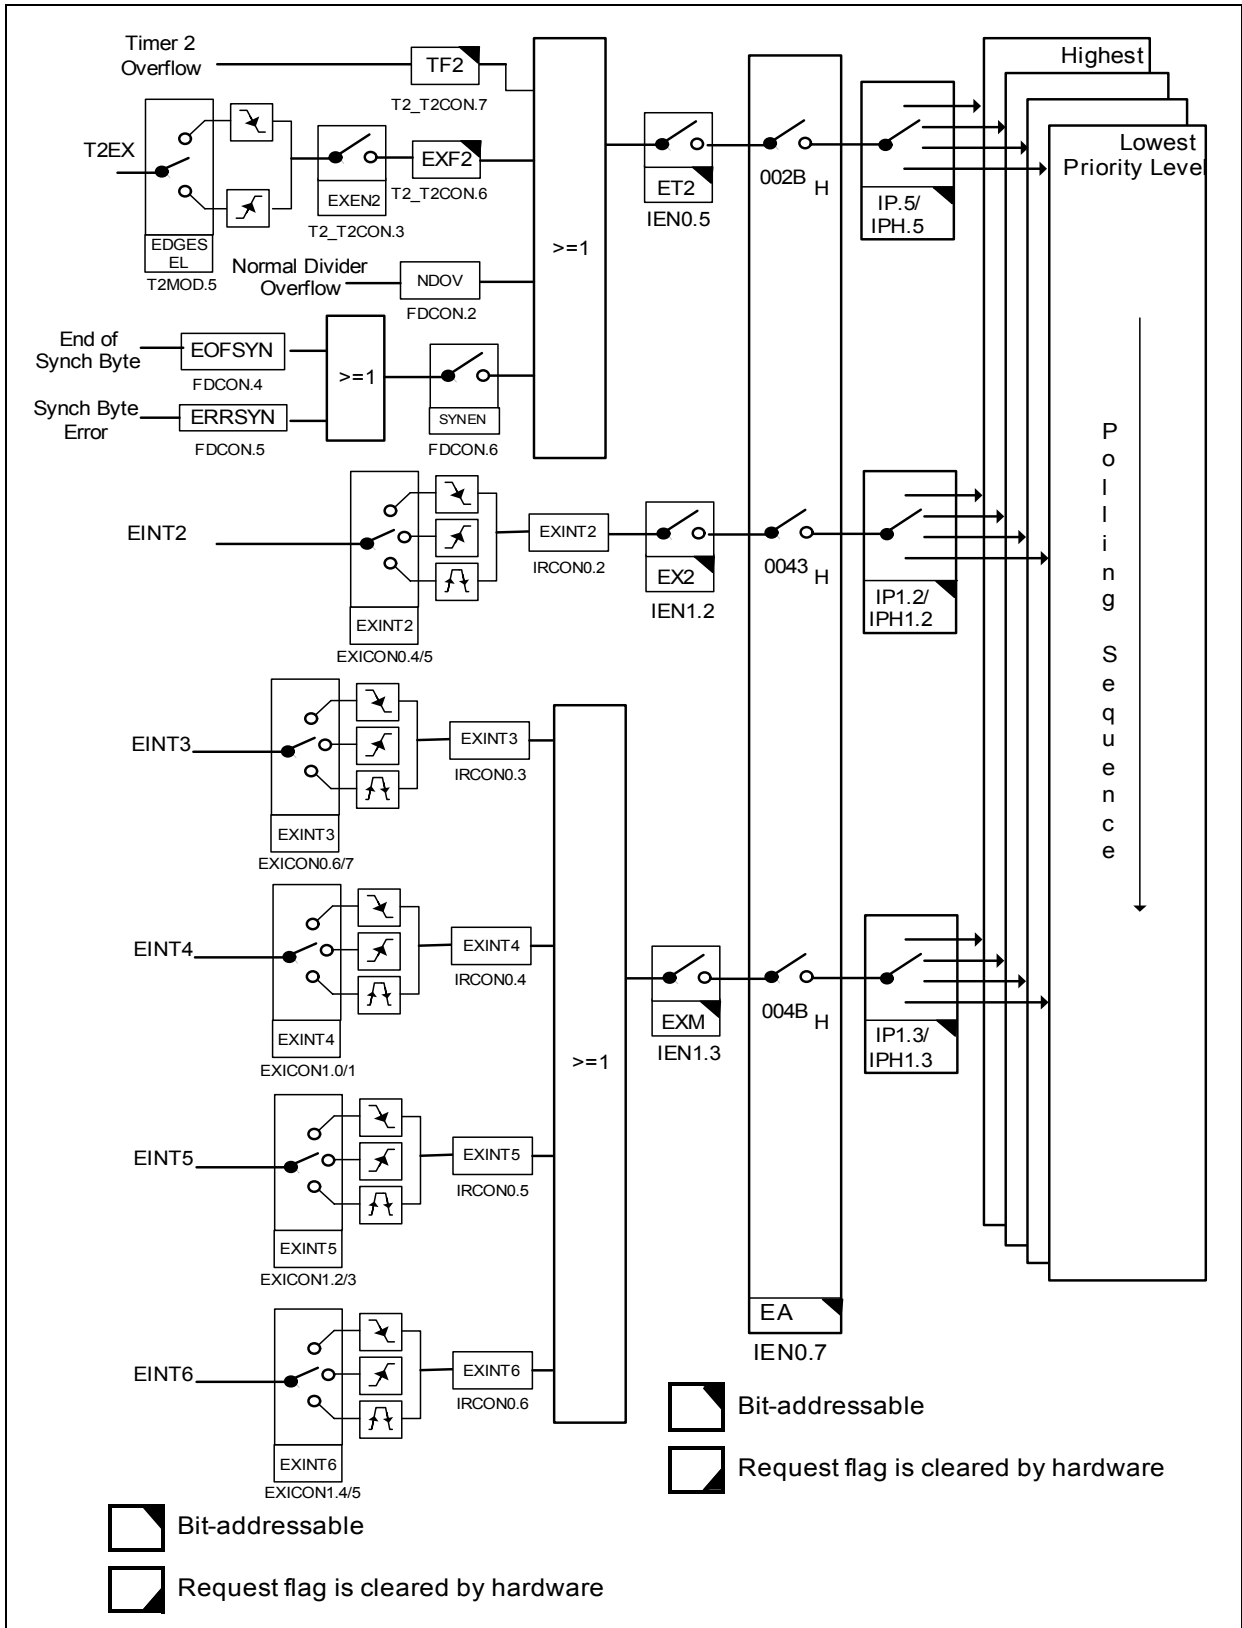 Timer 2
Overflow
TF2
T2_T2CON.7
T2EX
EDGES
EL
T2MOD.5
EXEN2
T2_T2CON.3
EXF2
T2_T2CON.6
Normal Divider
Overflow
NDOV
FDCON.2
End of
Synch Byte
EOFSYN
FDCON.4
Synch Byte
Error
ERRSYN
FDCON.5
>=1
SYNEN
FDCON.6
>=1
ET2
IEN0.5
002B H
IP.5/
IPH.5
Highest
Lowest
Priority Level
EINT2
EXINT2
EXICON0.4/5
EXINT2
IRCON0.2
EX2
IEN1.2
0043 H
IP1.2/
IPH1.2
Polling Sequence
EINT3
EXINT3
EXICON0.6/7
EXINT3
IRCON0.3
EINT4
EXINT4
EXICON1.0/1
EXINT4
IRCON0.4
EINT5
EXINT5
EXICON1.2/3
EXINT5
IRCON0.5
EINT6
EXINT6
EXICON1.4/5
EXINT6
IRCON0.6
>=1
EXM
IEN1.3
004B H
IP1.3/
IPH1.3
EA
IEN0.7
Bit-addressable
Request flag is cleared by hardware
Bit-addressable
Request flag is cleared by hardware